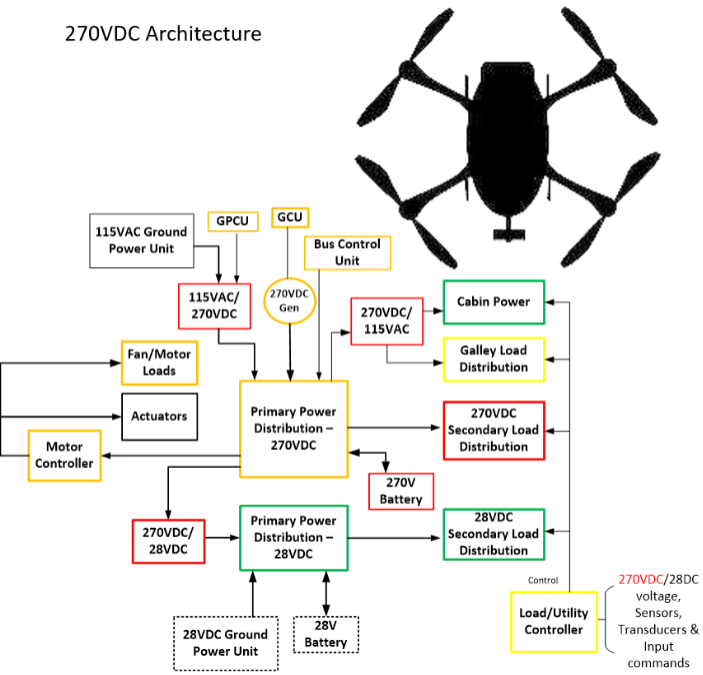 270VDC Architecture
115VAC Ground
Power Unit
GPCU
GCU
Bus Control
Unit
115VAC/
270VDC
270VDC
Gen
270VDC/
115VAC
Cabin Power
Galley Load
Distribution
Fan/Motor
Loads
Actuators
Motor
Controller
Primary Power
Distribution –
270VDC
270VDC
Secondary Load
Distribution
270V
Battery
270VDC/
28VDC
Primary Power
Distribution –
28VDC
28VDC
Secondary Load
Distribution
28VDC Ground
Power Unit
28V
Battery
Control
Load/Utility
Controller
270VDC/28DC
voltage,
Sensors,
Transducers &
Input
commands